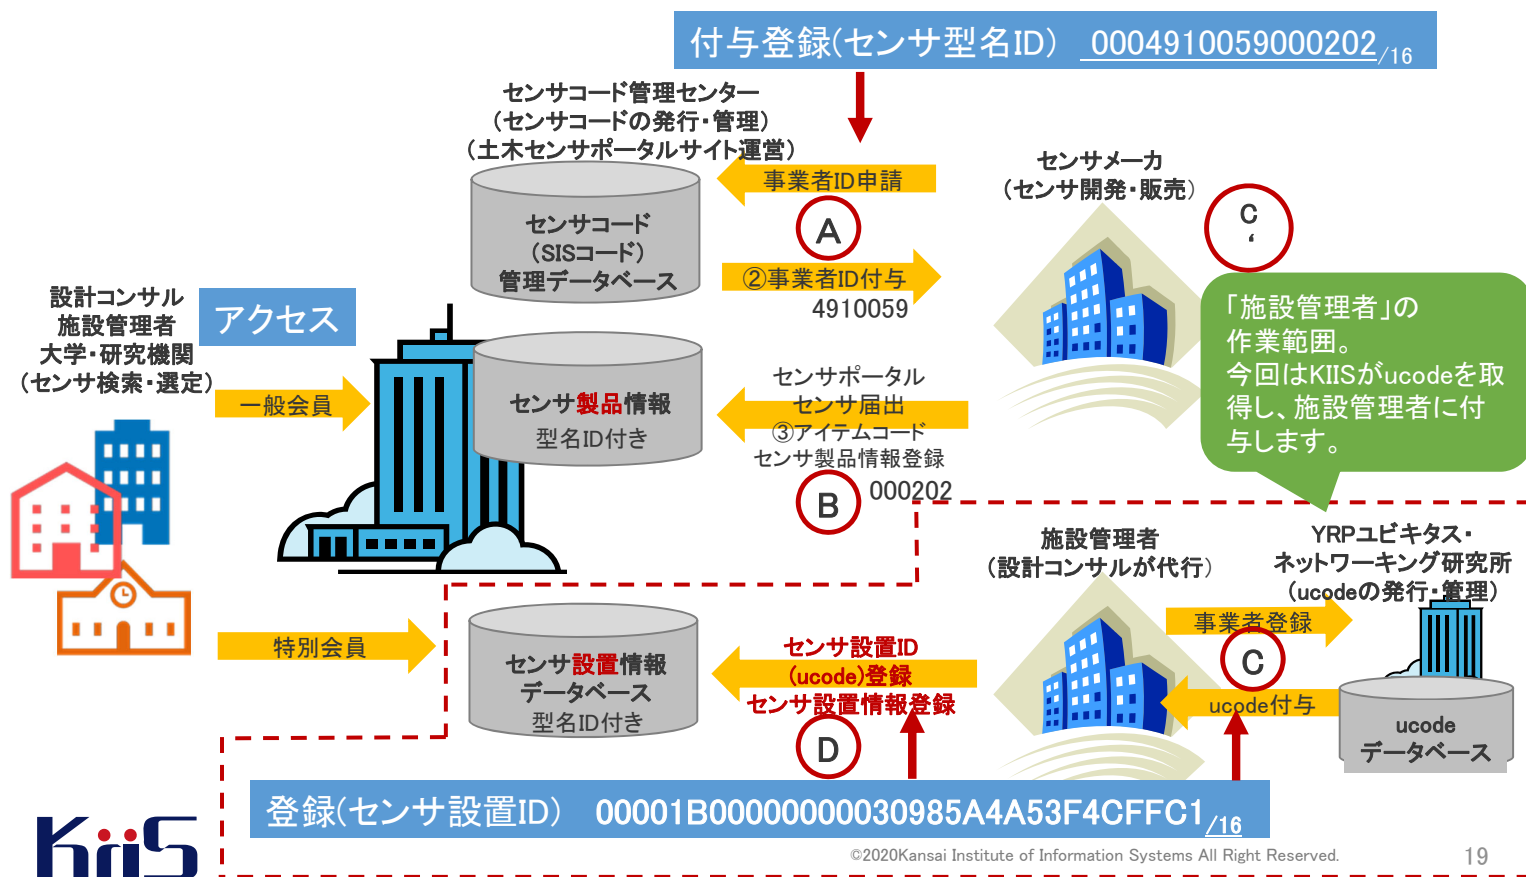 付与登録(センサ型名ID) 0004910059000202/16
センサコード管理センター
(センサコードの発行・管理)
(土木センサポータルサイト運営)
事業者ID申請
A
センサメーカ
(センサ開発・販売)
C
‘
センサコード
(SISコード)
管理データベース
②事業者ID付与
4910059
設計コンサル
施設管理者
大学・研究機関
(センサ検索・選定)
アクセス
「施設管理者」の
作業範囲。
今回はKIISがucodeを取
得し、施設管理者に付
与します。
一般会員
センサ製品情報
型名ID付き
センサポータル
センサ届出
③アイテムコード
センサ製品情報登録
000202
B
施設管理者
(設計コンサルが代行)
YRPユビキタス・
ネットワーキング研究所
(ucodeの発行・管理)
事業者登録
C
ucode付与
ucode
データベース
特別会員
センサ設置情報
データベース
型名ID付き
センサ設置ID
(ucode)登録
センサ設置情報登録
D
登録(センサ設置ID) 00001B00000000030985A4A53F4CFFC1/16
KiiS
©2020Kansai Institute of Information Systems All Right Reserved.
19